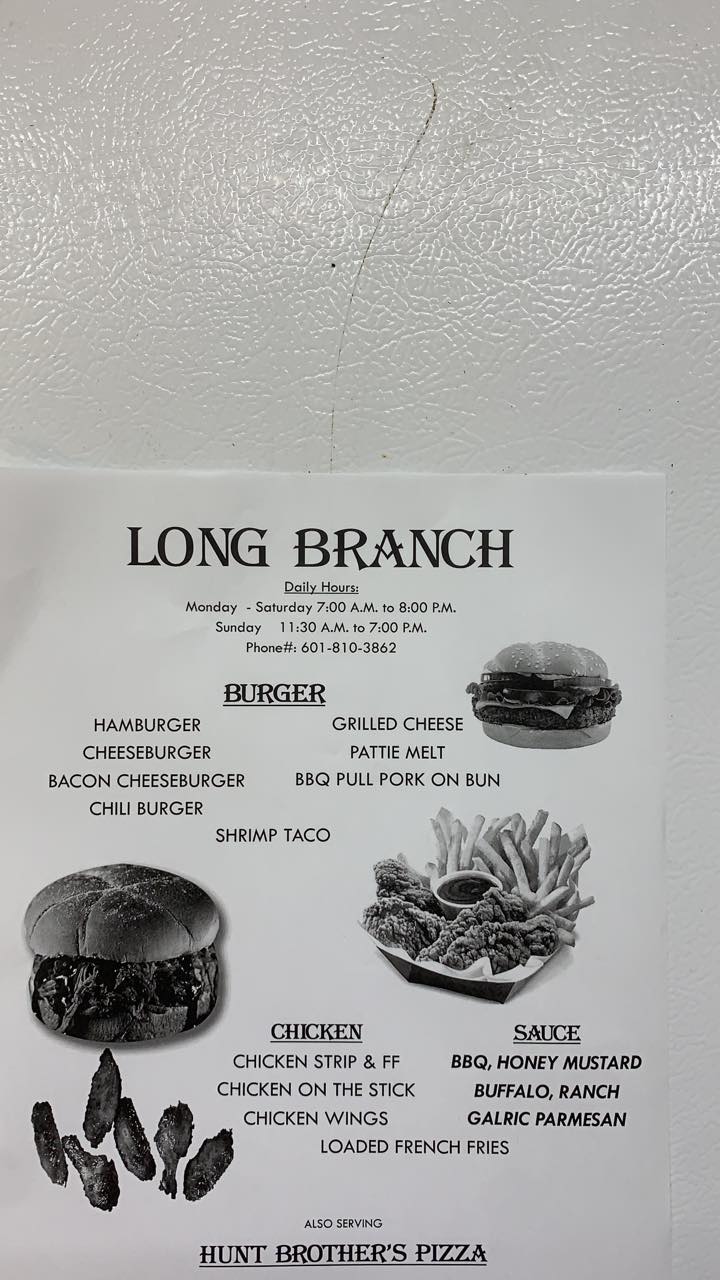 LONG BRANCH
Daily Hours:
Monday - Saturday 7:00 A.M. to 8:00 P.M.
Sunday 11:30 A.M. to 7:00 P.M.
Phone#: 601-810-3862
BURGER
HAMBURGER GRILLED CHEESE
CHEESEBURGER PATTIE MELT
BACON CHEESEBURGER BBQ PULL PORK ON BUN
CHILI BURGER
SHRIMP TACO
CHICKEN SAUCE
CHICKEN STRIP & FF BBQ, HONEY MUSTARD
CHICKEN ON THE STICK BUFFALO, RANCH
CHICKEN WINGS GALRIC PARMESAN
LOADED FRENCH FRIES
ALSO SERVING
HUNT BROTHER'S PIZZA